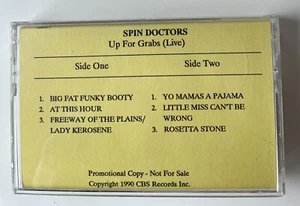 SPIN DOCTORS
Up For Grabs (Live)
Side One
Side Two
1. BIG FAT FUNKY BOOTY
2. AT THIS HOUR
3. FREEWAY OF THE PLAINS/
LADY KEROSENE
1. YO MAMAS A PAJAMA
2. LITTLE MISS CAN'T BE
WRONG
3. ROSETTA STONE
Promotional Copy - Not For Sale
Copyright 1990 CBS Records Inc.